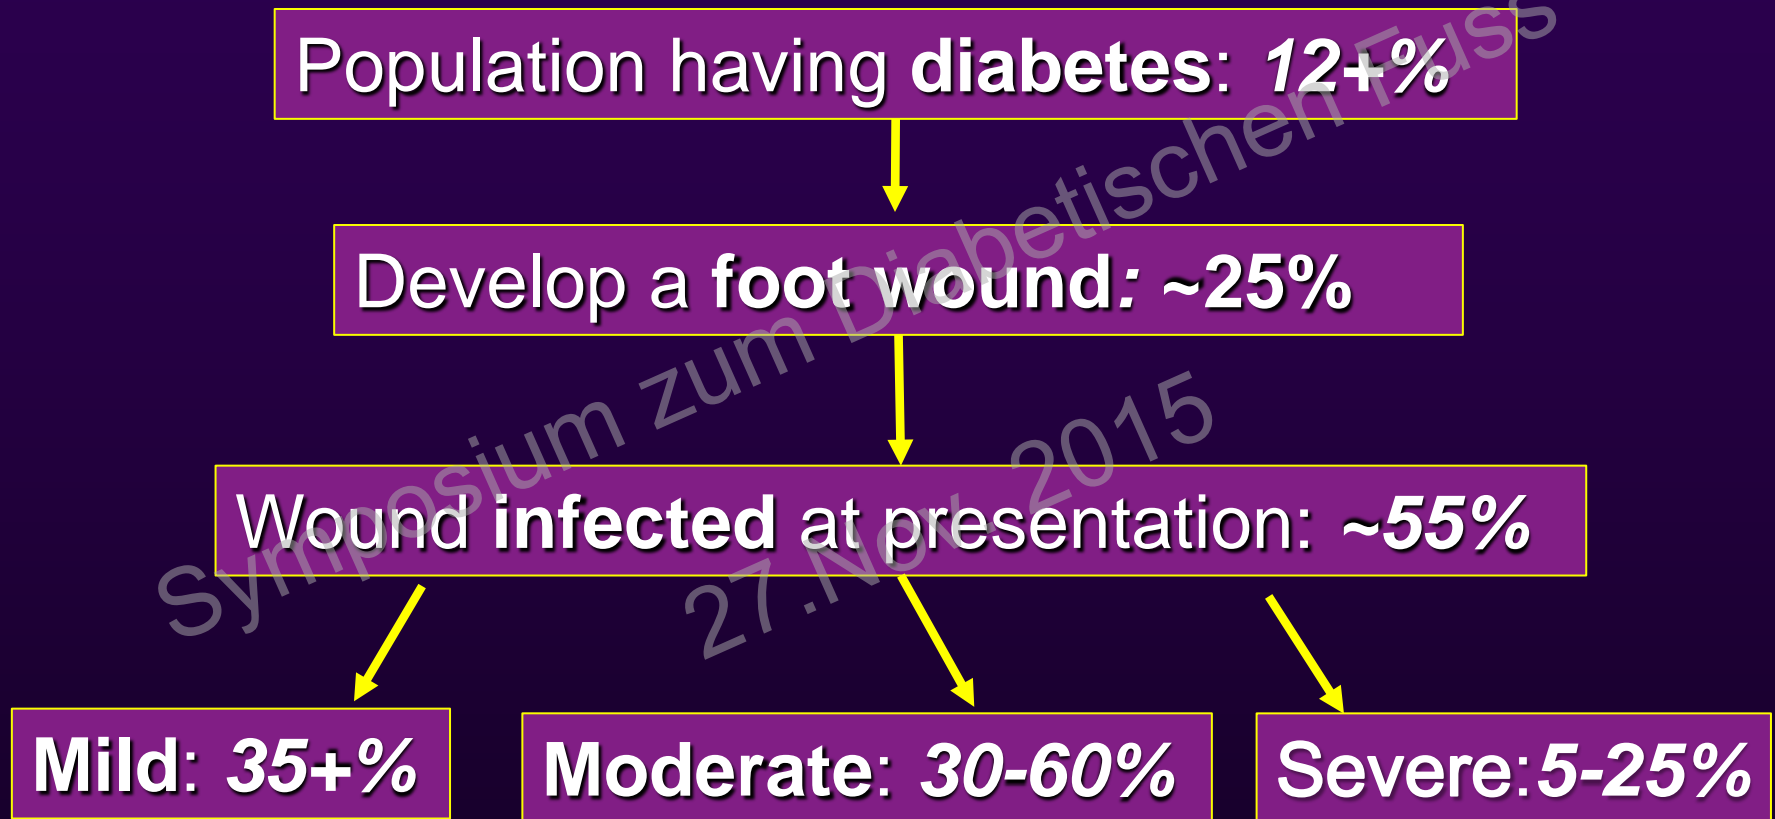 Population having diabetes: 12+%
Develop a foot wound: ~25%
Wound infected at presentation: ~55%
Mild: 35+%
Moderate: 30-60%
Severe:5-25%
Symposium zum Diabetischen Fuss
27.Nov. 2015